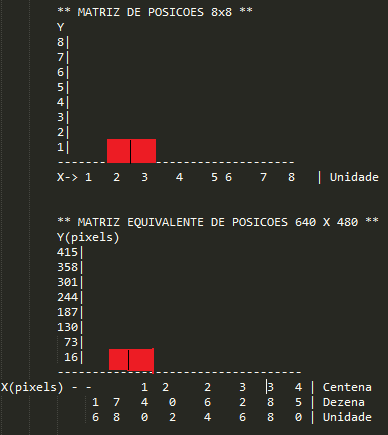 ** MATRIZ DE POSICOES 8x8 **
Y
8|
7|
6|
5|
4|
3|
2|
1|
---------------------------------
X-> 1 2 3 4 5 6 7 8 | Unidade
** MATRIZ EQUIVALENTE DE POSICOES 640 X 480 **
Y(pixels)
415|
358|
301|
244|
187|
130|
73|
16|
----------------------------------
X(pixels) - - 1 2 2 3 3 4 | Centena
1 7 4 0 6 2 8 5 | Dezena
6 8 0 2 4 6 8 0 | Unidade